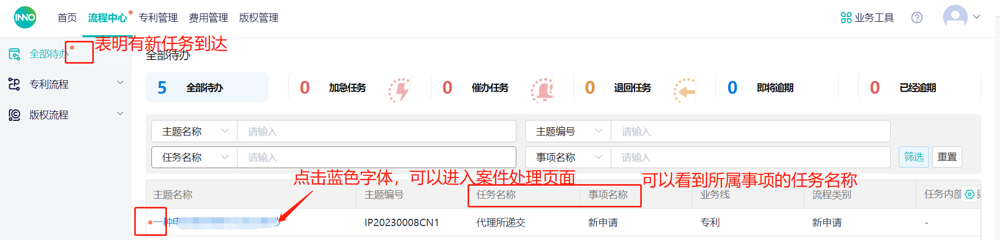 INNO 首页 流程中心 专利管理 费用管理 版权管理 业务工具
表明有新任务到达
全部待办
专利流程
版权流程
全部待办
5 全部待办 0 加急任务 0 催办任务 0 退回任务 0 即将逾期 0 已经逾期
主题名称 请输入 主题编号 请输入
任务名称 请输入 事项名称 请输入 筛选 重置
点击蓝色字体，可以进入案件处理页面 可以看到所属事项的任务名称
主题名称 主题编号 任务名称 事项名称 业务线 流程类别 任务内部
一种 IP20230008CN1 代理所递交 新申请 专利 新申请 -